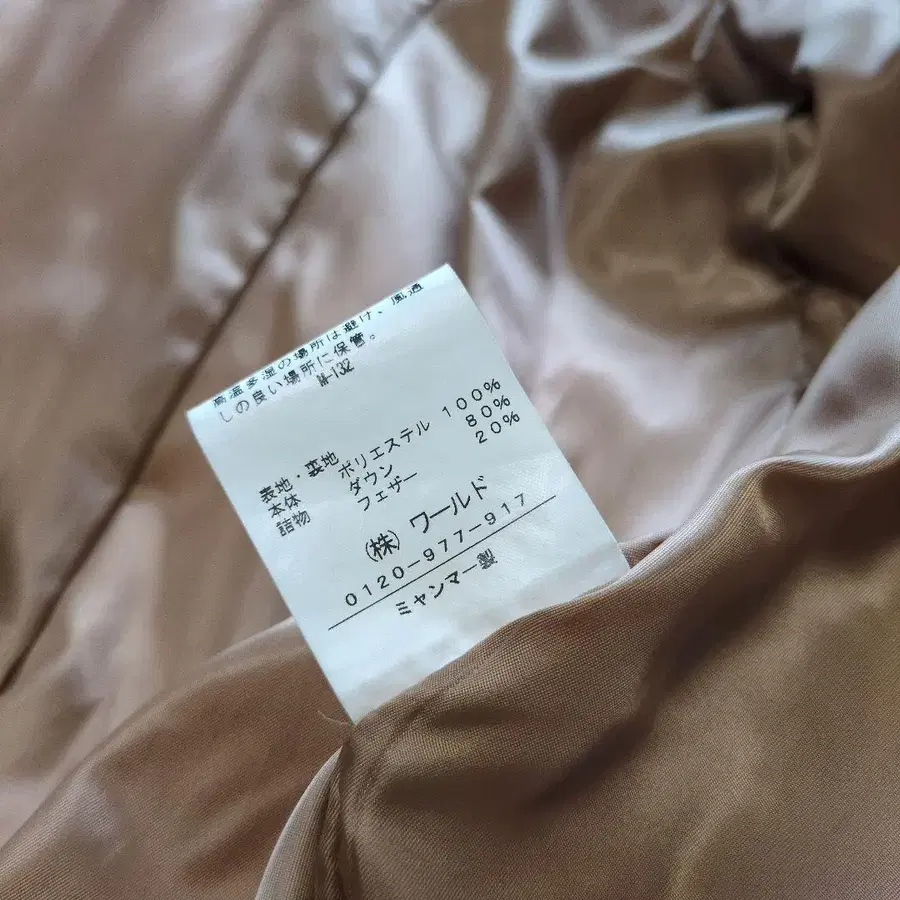 高温多湿の場所は避け、風通
しの良い場所に保管。
W-132
表地・裏地 ポリエステル 100%
本体 ダウン 80%
詰物 フェザー 20%
(株) ワールド
0120-977-917
ミャンマー製